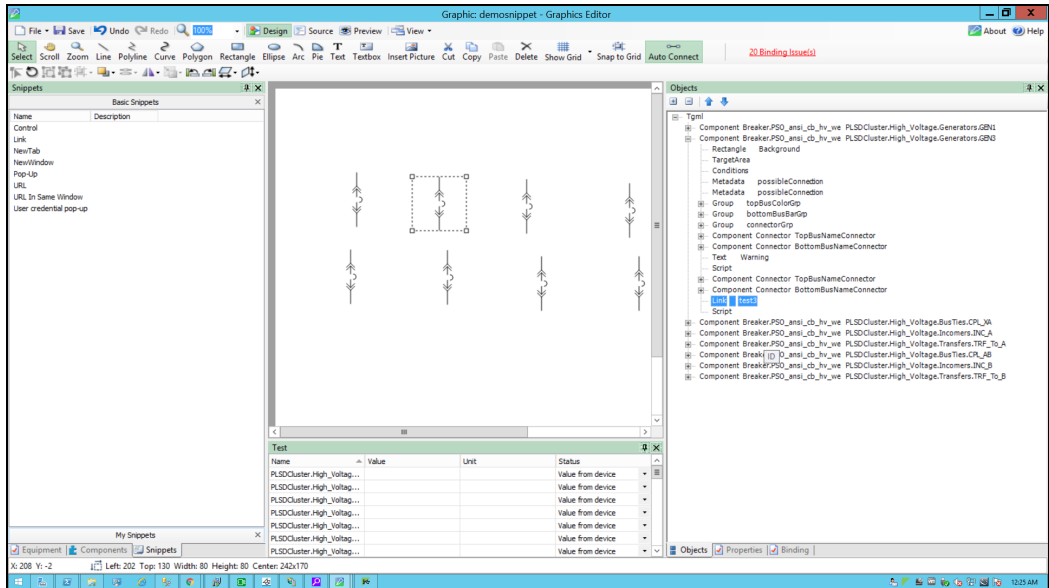 Graphic: demosnippet - Graphics Editor
File Save Undo Redo 100% Design Source Preview View About Help
Select Scroll Zoom Line Polyline Curve Polygon Rectangle Ellipse Arc Pie Text Textbox Insert Picture Cut Copy Paste Delete Show Grid Snap to Grid Auto Connect 20 Binding Issue(s)
Snippets
Basic Snippets
Name Description
Control
Link
NewTab
NewWindow
Pop-Up
URL
URL In Same Window
User credential pop-up
My Snippets
Equipment Components Snippets
Test
Name Value Unit Status
PLSDCluster.High_Voltag... Value from device
PLSDCluster.High_Voltag... Value from device
PLSDCluster.High_Voltag... Value from device
PLSDCluster.High_Voltag... Value from device
PLSDCluster.High_Voltag... Value from device
PLSDCluster.High_Voltag... Value from device
PLSDCluster.High_Voltag... Value from device
Objects
Tgml
Component Breaker.PSO_ansi_cb_hv_we PLSDCluster.High_Voltage.Generators.GEN1
Component Breaker.PSO_ansi_cb_hv_we PLSDCluster.High_Voltage.Generators.GEN3
Rectangle Background
TargetArea
Conditions
Metadata possibleConnection
Metadata possibleConnection
Group topBusColorGrp
Group bottomBusBarGrp
Group connectorGrp
Component Connector TopBusNameConnector
Component Connector BottomBusNameConnector
Text Warning
Script
Component Connector TopBusNameConnector
Component Connector BottomBusNameConnector
Link test3
Script
Component Breaker.PSO_ansi_cb_hv_we PLSDCluster.High_Voltage.BusTies.CPL_XA
Component Breaker.PSO_ansi_cb_hv_we PLSDCluster.High_Voltage.Incomers.INC_A
Component Breaker.PSO_ansi_cb_hv_we PLSDCluster.High_Voltage.Transfers.TRF_To_A
Component Break ID O_ansi_cb_hv_we PLSDCluster.High_Voltage.BusTies.CPL_AB
Component Breaker.PSO_ansi_cb_hv_we PLSDCluster.High_Voltage.Incomers.INC_B
Component Breaker.PSO_ansi_cb_hv_we PLSDCluster.High_Voltage.Transfers.TRF_To_B
Objects Properties Binding
X: 208 Y: -2 Left: 202 Top: 130 Width: 80 Height: 80 Center: 242x170
12:25 AM